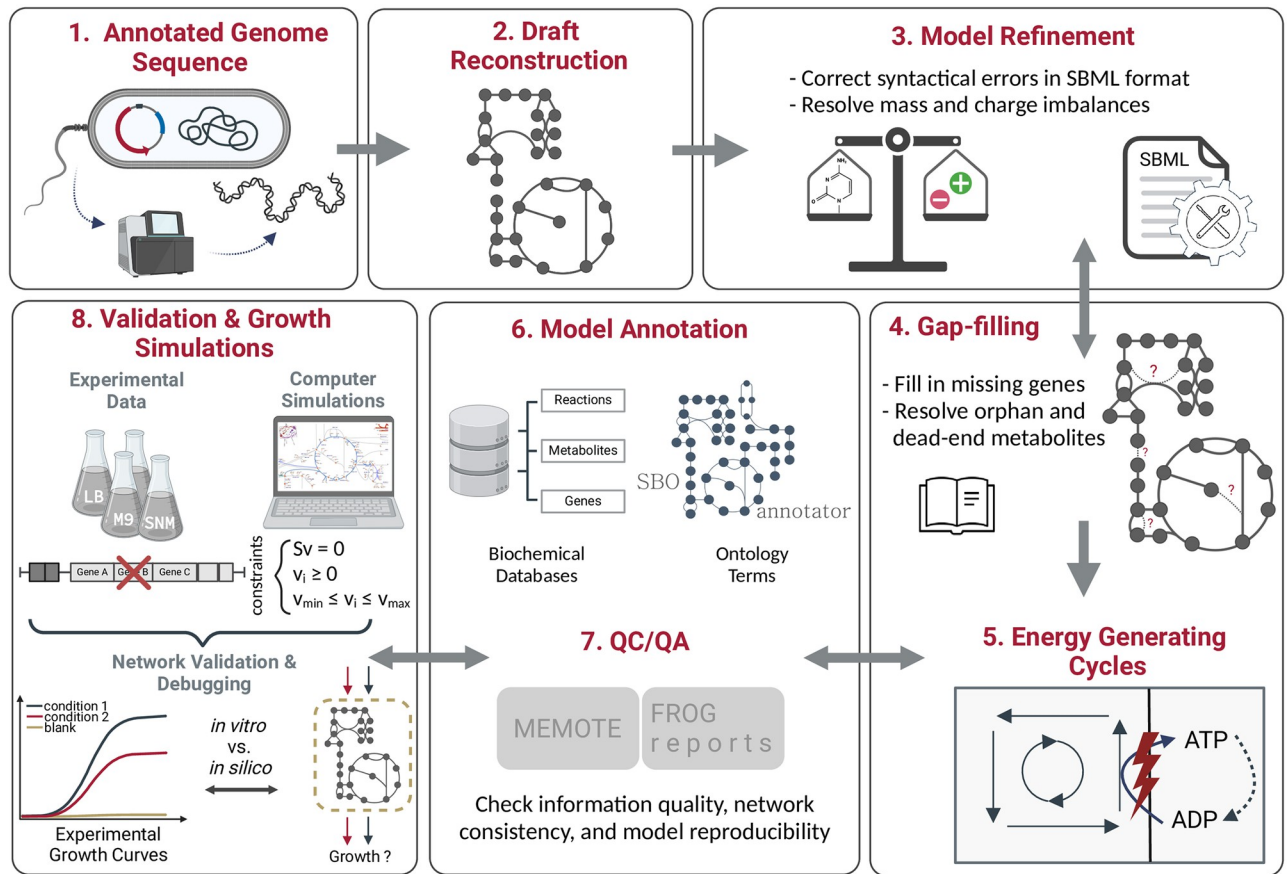 1. Annotated Genome
Sequence
2. Draft
Reconstruction
3. Model Refinement
- Correct syntactical errors in SBML format
- Resolve mass and charge imbalances
NH₂
N
O
N
SBML
4. Gap-filling
- Fill in missing genes
- Resolve orphan and
dead-end metabolites
?
?
?
?
5. Energy Generating
Cycles
ATP
ADP
6. Model Annotation
Reactions
Metabolites
Genes
SBO
annotator
Biochemical
Databases
Ontology
Terms
7. QC/QA
MEMOTE
FROG
reports
Check information quality, network
consistency, and model reproducibility
8. Validation & Growth
Simulations
Experimental
Data
Computer
Simulations
LB
M9
SNM
Gene A
Gene B
Gene C
constraints
Sv = 0
vᵢ ≥ 0
vₘᵢₙ ≤ vᵢ ≤ vₘₐₓ
Network Validation &
Debugging
condition 1
condition 2
blank
in vitro
vs.
in silico
Experimental
Growth Curves
Growth ?